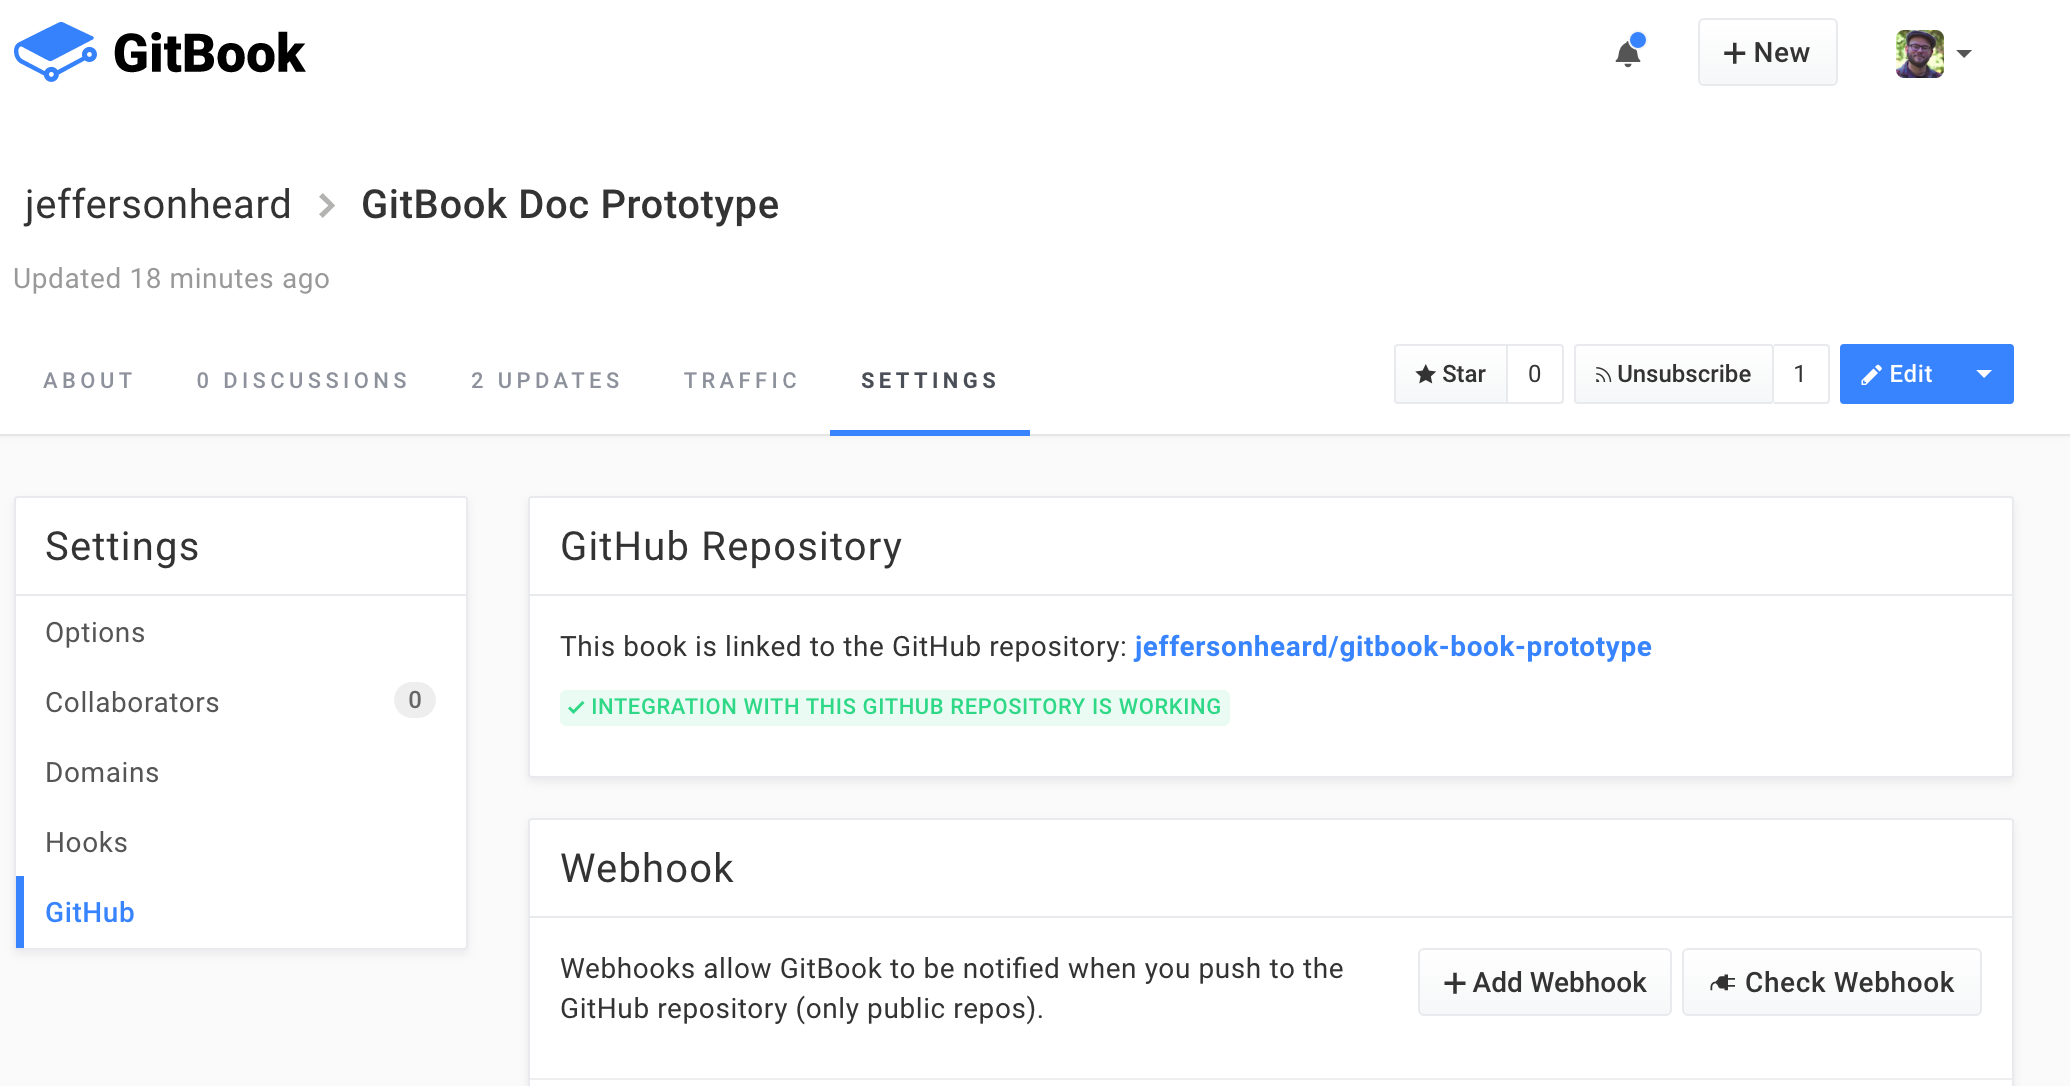 GitBook
+ New
jeffersonheard > GitBook Doc Prototype
Updated 18 minutes ago
ABOUT 0 DISCUSSIONS 2 UPDATES TRAFFIC SETTINGS
Star 0 Unsubscribe 1 Edit
Settings
Options
Collaborators 0
Domains
Hooks
GitHub
GitHub Repository
This book is linked to the GitHub repository: jeffersonheard/gitbook-book-prototype
✓ INTEGRATION WITH THIS GITHUB REPOSITORY IS WORKING
Webhook
Webhooks allow GitBook to be notified when you push to the
GitHub repository (only public repos).
+ Add Webhook Check Webhook